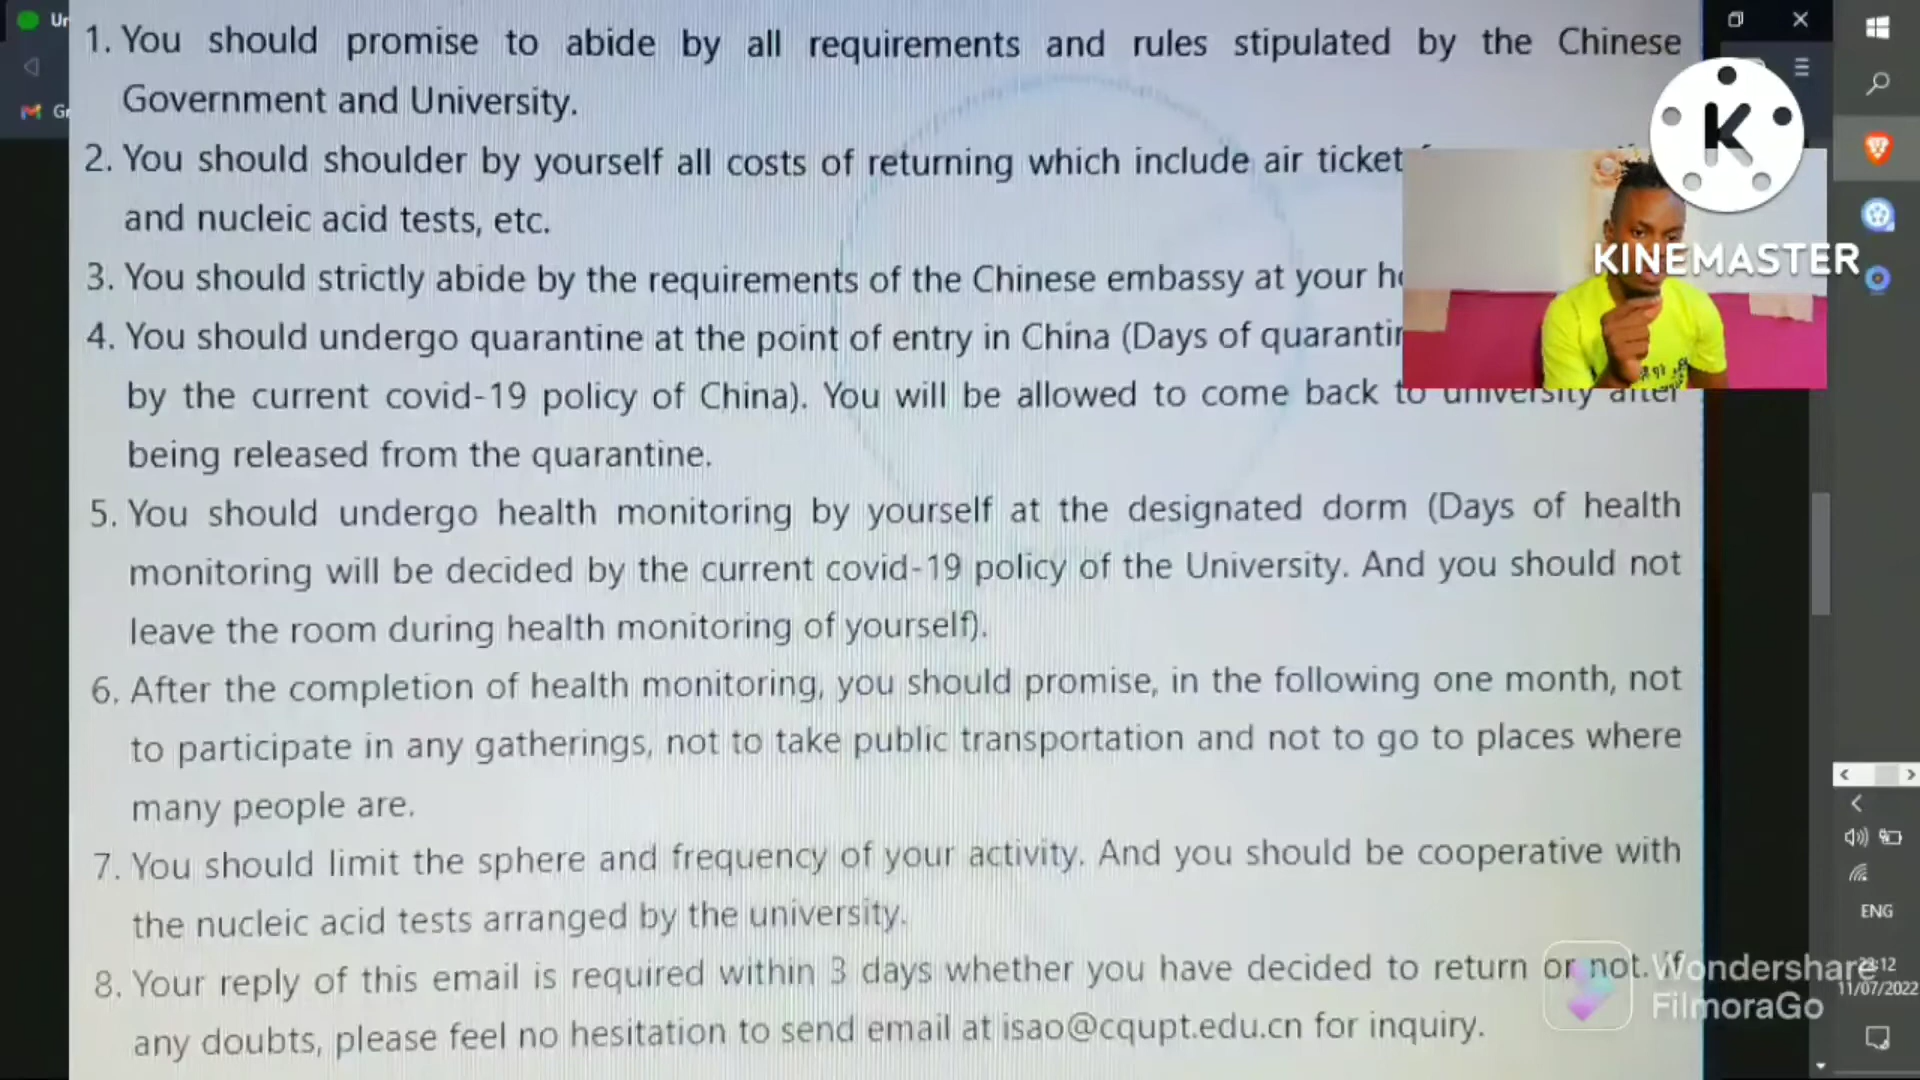 Ur
Gr
1. You should promise to abide by all requirements and rules stipulated by the Chinese
Government and University.
2. You should shoulder by yourself all costs of returning which include air ticket
and nucleic acid tests, etc.
3. You should strictly abide by the requirements of the Chinese embassy at your
4. You should undergo quarantine at the point of entry in China (Days of
by the current covid-19 policy of China). You will be allowed to come back to university after
being released from the quarantine.
5. You should undergo health monitoring by yourself at the designated dorm (Days of health
monitoring will be decided by the current covid-19 policy of the University. And you should not
leave the room during health monitoring of yourself).
6. After the completion of health monitoring, you should promise, in the following one month, not
to participate in any gatherings, not to take public transportation and not to go to places where
many people are.
7. You should limit the sphere and frequency of your activity. And you should be cooperative with
the nucleic acid tests arranged by the university.
8. Your reply of this email is required within 3 days whether you have decided to return or not. If
any doubts, please feel no hesitation to send email at isao@cqupt.edu.cn for inquiry.
K
KINEMASTER
Wondershare
FilmoraGo
ENG
11/07/2022